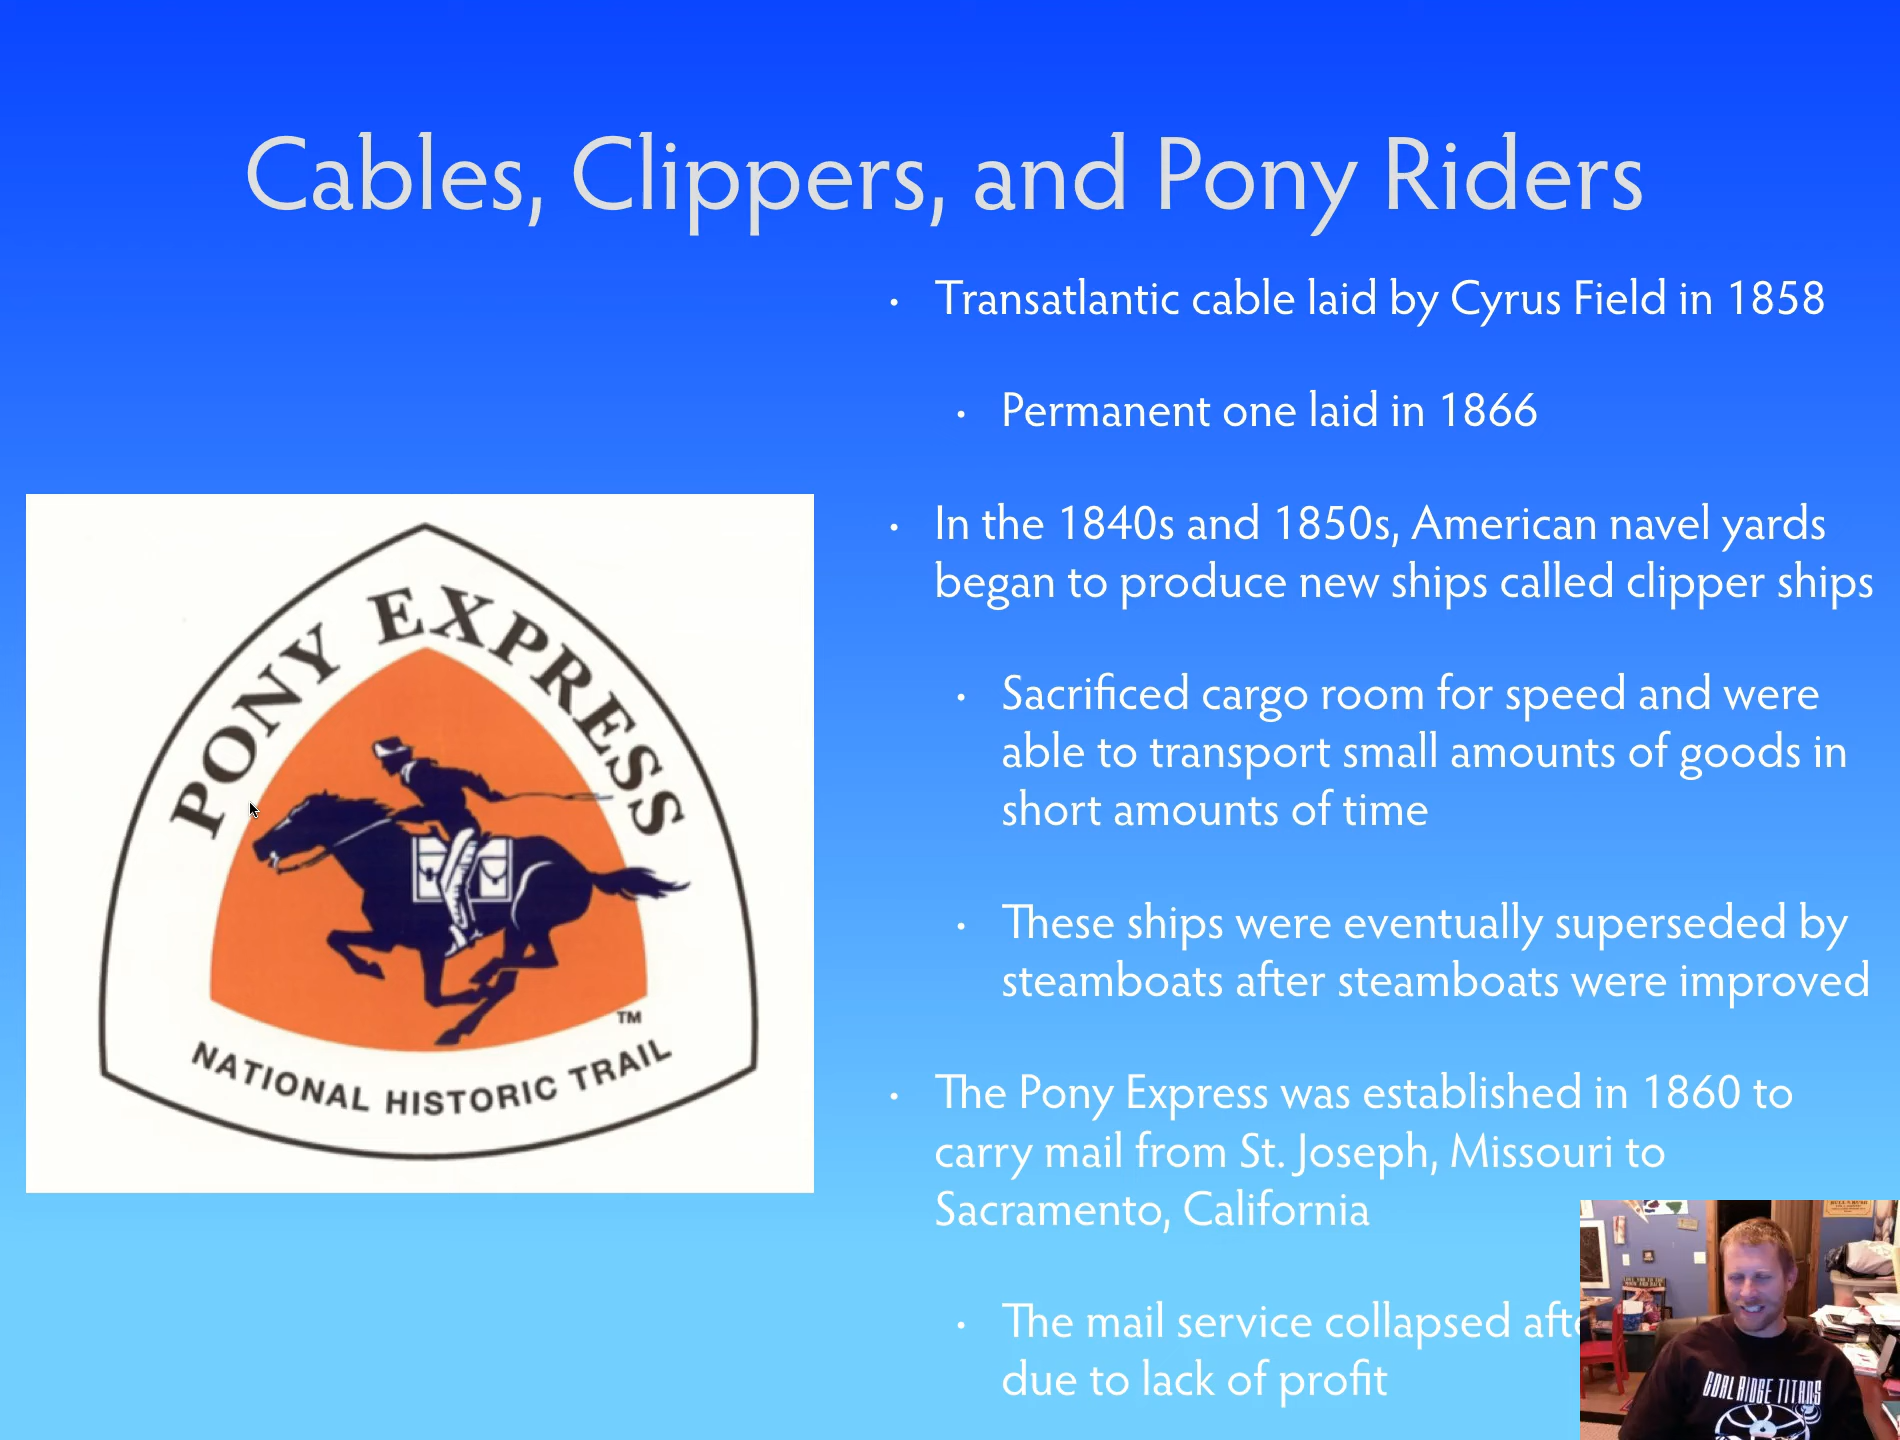 Cables, Clippers, and Pony Riders
• Transatlantic cable laid by Cyrus Field in 1858
• Permanent one laid in 1866
• In the 1840s and 1850s, American navel yards
began to produce new ships called clipper ships
• Sacrificed cargo room for speed and were
able to transport small amounts of goods in
short amounts of time
• These ships were eventually superseded by
steamboats after steamboats were improved
• The Pony Express was established in 1860 to
carry mail from St. Joseph, Missouri to
Sacramento, California
• The mail service collapsed
due to lack of profit
PONY EXPRESS
TM
NATIONAL HISTORIC TRAIL
COAL RIDGE TITANS